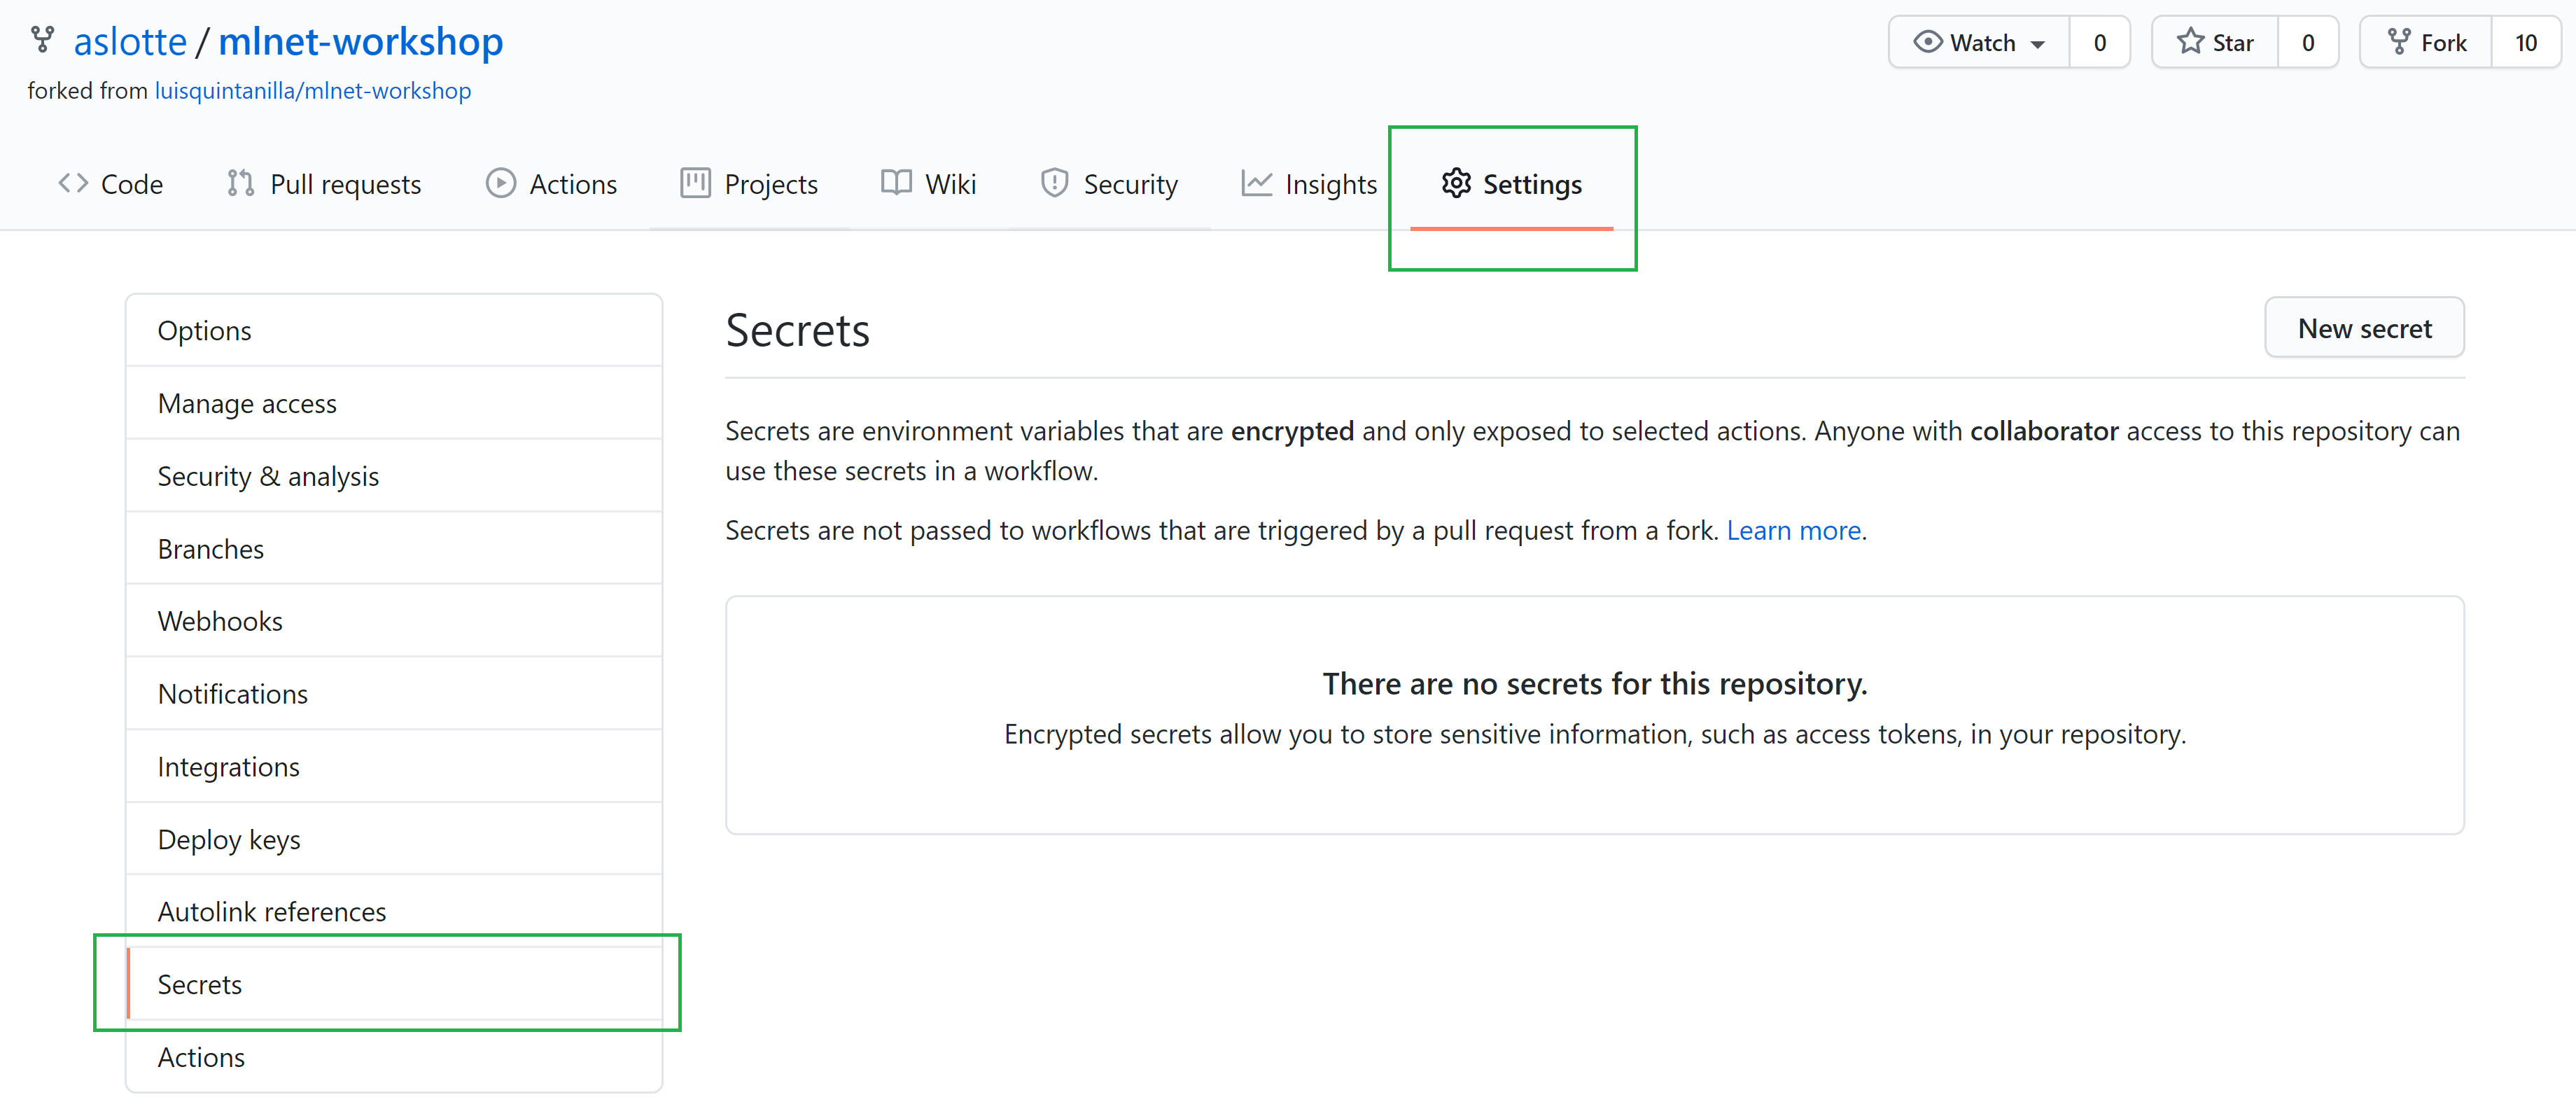 aslotte / mlnet-workshop
Watch 0 Star 0 Fork 10
forked from luisquintanilla/mlnet-workshop
Code Pull requests Actions Projects Wiki Security Insights Settings
Options
Manage access
Security & analysis
Branches
Webhooks
Notifications
Integrations
Deploy keys
Autolink references
Secrets
Actions
Secrets
New secret
Secrets are environment variables that are encrypted and only exposed to selected actions. Anyone with collaborator access to this repository can
use these secrets in a workflow.
Secrets are not passed to workflows that are triggered by a pull request from a fork. Learn more.
There are no secrets for this repository.
Encrypted secrets allow you to store sensitive information, such as access tokens, in your repository.